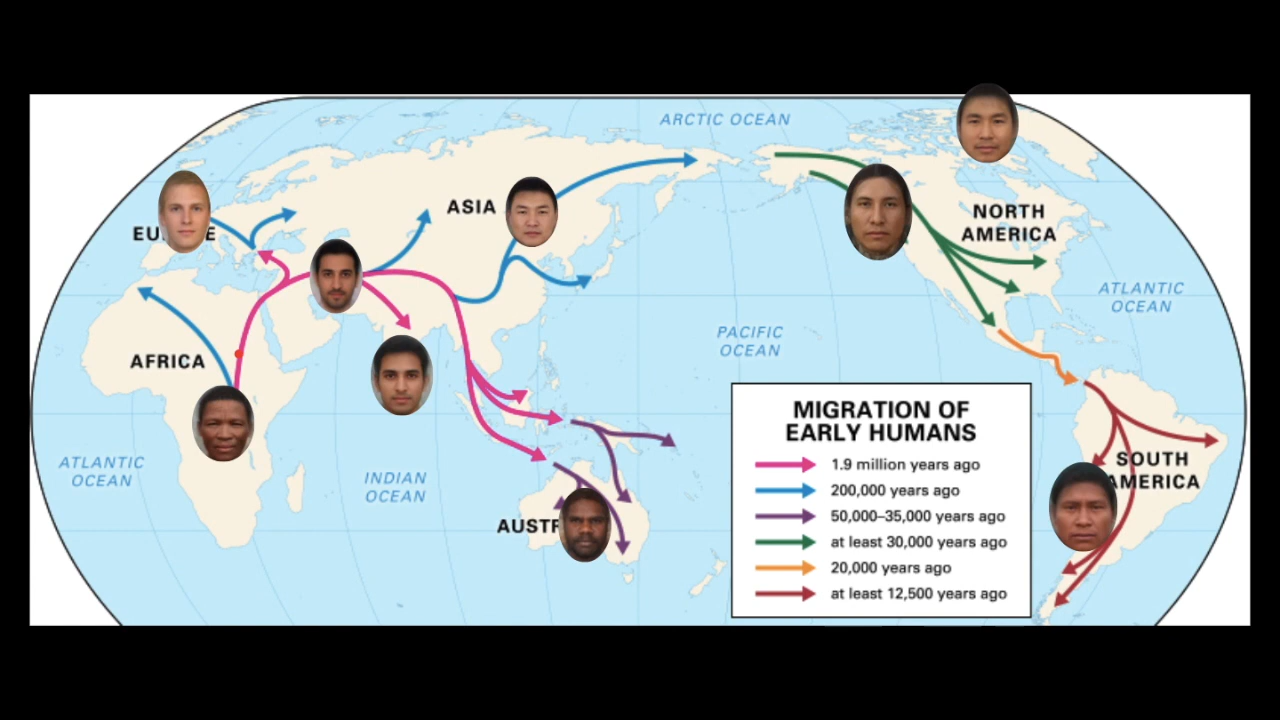 ARCTIC OCEAN
ASIA
NORTH
AMERICA
ATLANTIC
OCEAN
PACIFIC
OCEAN
AFRICA
ATLANTIC
OCEAN
INDIAN
OCEAN
SOUTH
AMERICA
MIGRATION OF
EARLY HUMANS
1.9 million years ago
200,000 years ago
50,000–35,000 years ago
at least 30,000 years ago
20,000 years ago
at least 12,500 years ago